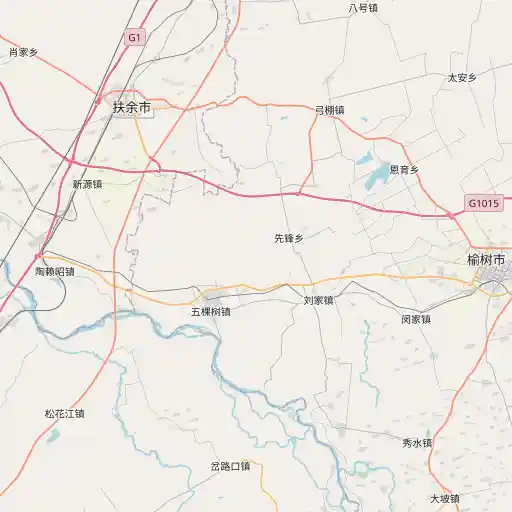 八号镇
G1
肖家乡
太安乡
扶余市
弓棚镇
恩育乡
新源镇
G1015
先锋乡
榆树市
陶赖昭镇
刘家镇
五棵树镇
闵家镇
松花江镇
秀水镇
岔路口镇
大坡镇